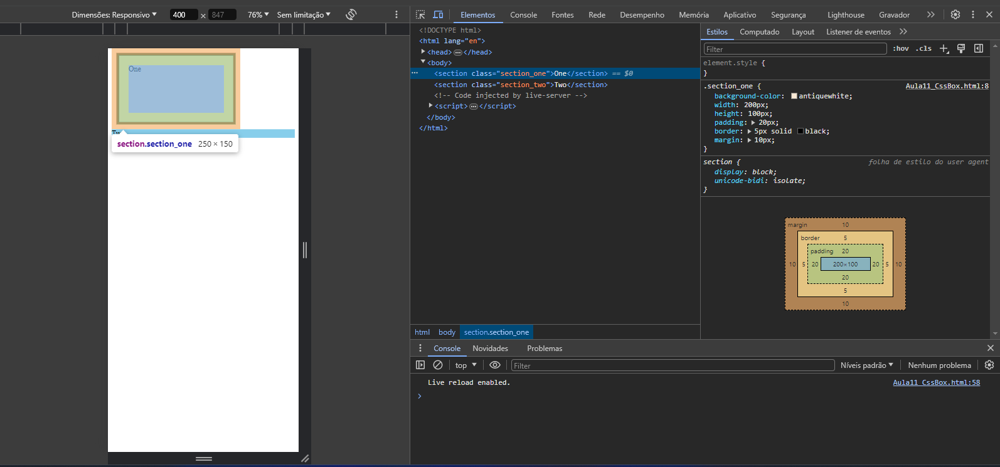 Dimensões: Responsivo 400 × 847 76% Sem limitação
Elementos Console Fontes Rede Desempenho Memória Aplicativo Segurança Lighthouse Gravador
One
section.section_one 250 × 150
<!DOCTYPE html>
<html lang="en">
<head>⋯</head>
<body>
<section class="section_one">One</section> == $0
<section class="section_two">Two</section>
<!-- Code injected by live-server -->
<script>⋯</script>
</body>
</html>
html body section.section_one
Estilos Computado Layout Listener de eventos
Filter :hov .cls
element.style {
}
.section_one { Aula11_CssBox.html:8
background-color: antiquewhite;
width: 200px;
height: 100px;
padding: 20px;
border: 5px solid black;
margin: 10px;
}
section { folha de estilo do user agent
display: block;
unicode-bidi: isolate;
}
margin 10
border 5
padding 20
10 5 20 200×100 20 5 10
20
5
10
Console Novidades Problemas
top Filter Níveis padrão Nenhum problema
Live reload enabled. Aula11_CssBox.html:58